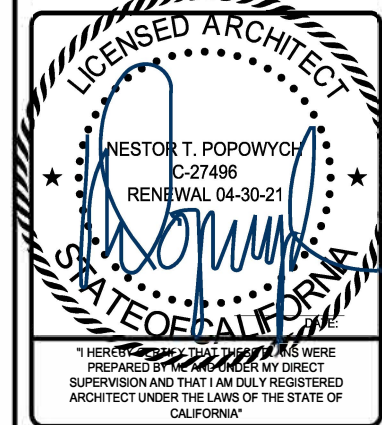 LICENSED ARCHITECT
NESTOR T. POPOWYCH
C-27496
RENEWAL 04-30-21
STATE OF CALIFORNIA
DATE:
"I HEREBY CERTIFY THAT THESE PLANS WERE
PREPARED BY ME AND UNDER MY DIRECT
SUPERVISION AND THAT I AM DULY REGISTERED
ARCHITECT UNDER THE LAWS OF THE STATE OF
CALIFORNIA"